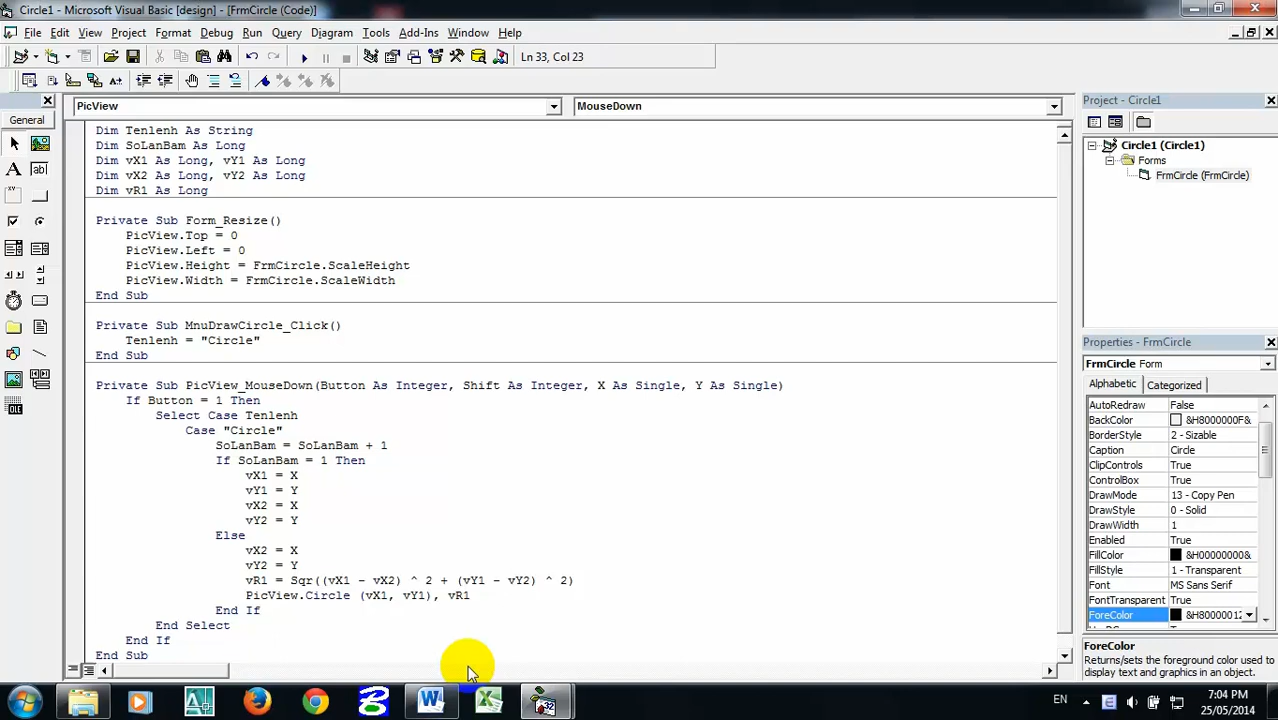 Circle1 - Microsoft Visual Basic [design] - [FrmCircle (Code)]
File Edit View Project Format Debug Run Query Diagram Tools Add-Ins Window Help
Ln 33, Col 23
General
PicView
MouseDown
Dim Tenlenh As String
Dim SoLanBam As Long
Dim vX1 As Long, vY1 As Long
Dim vX2 As Long, vY2 As Long
Dim vR1 As Long
Private Sub Form_Resize()
PicView.Top = 0
PicView.Left = 0
PicView.Height = FrmCircle.ScaleHeight
PicView.Width = FrmCircle.ScaleWidth
End Sub
Private Sub MnuDrawCircle_Click()
Tenlenh = "Circle"
End Sub
Private Sub PicView_MouseDown(Button As Integer, Shift As Integer, X As Single, Y As Single)
If Button = 1 Then
Select Case Tenlenh
Case "Circle"
SoLanBam = SoLanBam + 1
If SoLanBam = 1 Then
vX1 = X
vY1 = Y
vX2 = X
vY2 = Y
Else
vX2 = X
vY2 = Y
vR1 = Sqr((vX1 - vX2) ^ 2 + (vY1 - vY2) ^ 2)
PicView.Circle (vX1, vY1), vR1
End If
End Select
End If
End Sub
Project - Circle1
Circle1 (Circle1)
Forms
FrmCircle (FrmCircle)
Properties - FrmCircle
FrmCircle Form
Alphabetic Categorized
AutoRedraw False
BackColor &H8000000F&
BorderStyle 2 - Sizable
Caption Circle
ClipControls True
ControlBox True
DrawMode 13 - Copy Pen
DrawStyle 0 - Solid
DrawWidth 1
Enabled True
FillColor &H00000000&
FillStyle 1 - Transparent
Font MS Sans Serif
FontTransparent True
ForeColor &H80000012
ForeColor
Returns/sets the foreground color used to
display text and graphics in an object.
EN
7:04 PM
25/05/2014